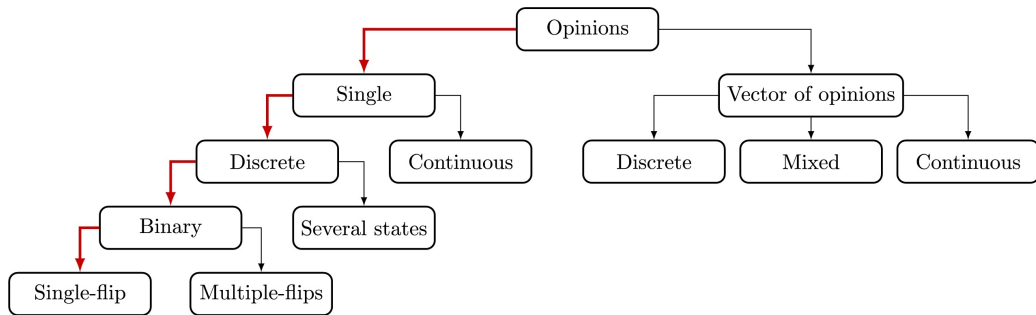 Opinions
Single
Vector of opinions
Discrete
Continuous
Discrete
Mixed
Continuous
Binary
Several states
Single-flip
Multiple-flips